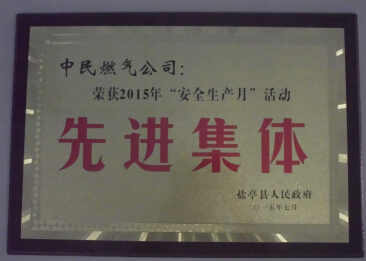 中民燃气公司：
荣获2015年“安全生产月”活动
先进集体
盐亭县人民政府
二〇一五年七月